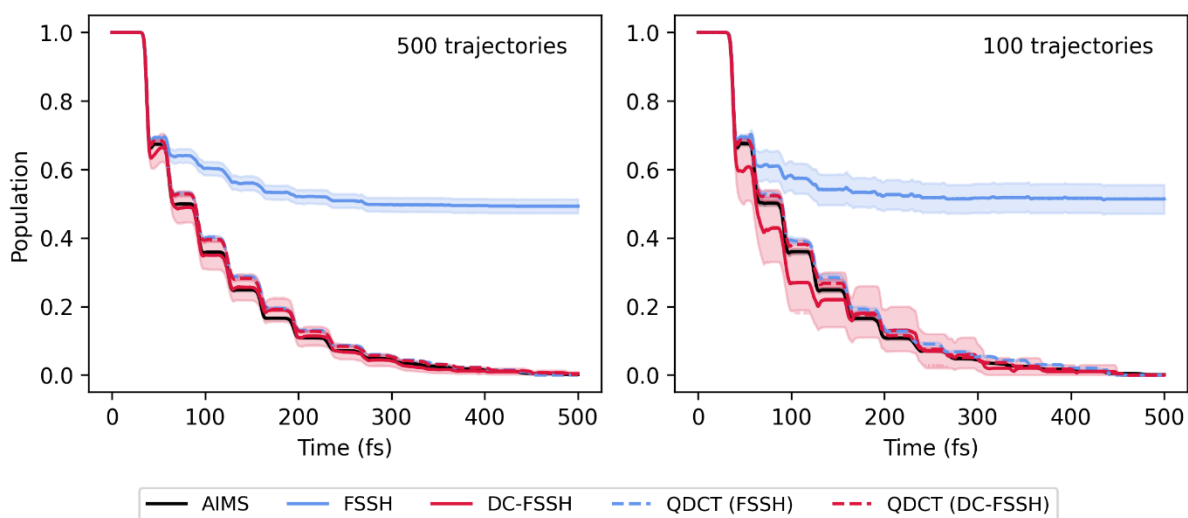 500 trajectories
100 trajectories
Population
1.0
0.8
0.6
0.4
0.2
0.0
1.0
0.8
0.6
0.4
0.2
0.0
0 100 200 300 400 500
0 100 200 300 400 500
Time (fs)
Time (fs)
AIMS FSSH DC-FSSH QDCT (FSSH) QDCT (DC-FSSH)